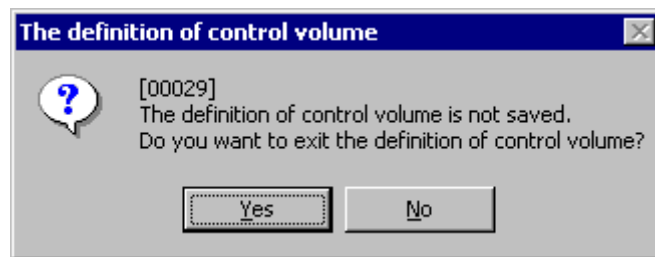 The definition of control volume
[00029]
The definition of control volume is not saved.
Do you want to exit the definition of control volume?
Yes
No